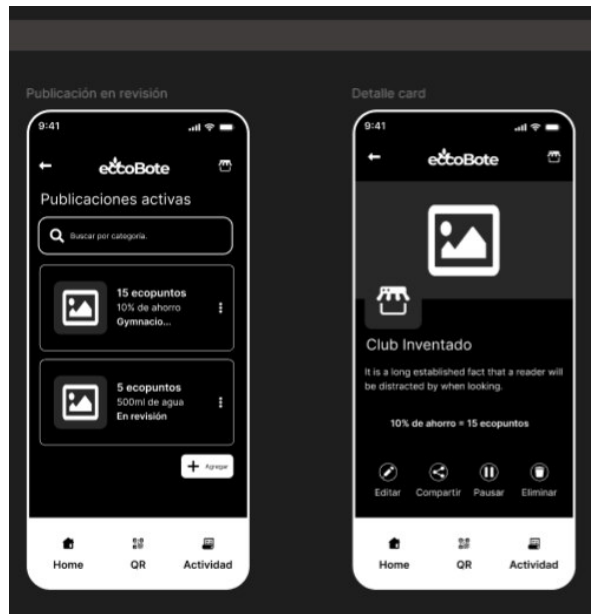 Publicación en revisión
9:41
eccoBote
Publicaciones activas
Buscar por categoría.
15 ecopuntos
10% de ahorro
Gymnacio...
5 ecopuntos
500ml de agua
En revisión
Agregar
Home
QR
Actividad
Detalle card
9:41
eccoBote
Club Inventado
It is a long established fact that a reader will
be distracted by when looking.
10% de ahorro = 15 ecopuntos
Editar
Compartir
Pausar
Eliminar
Home
QR
Actividad